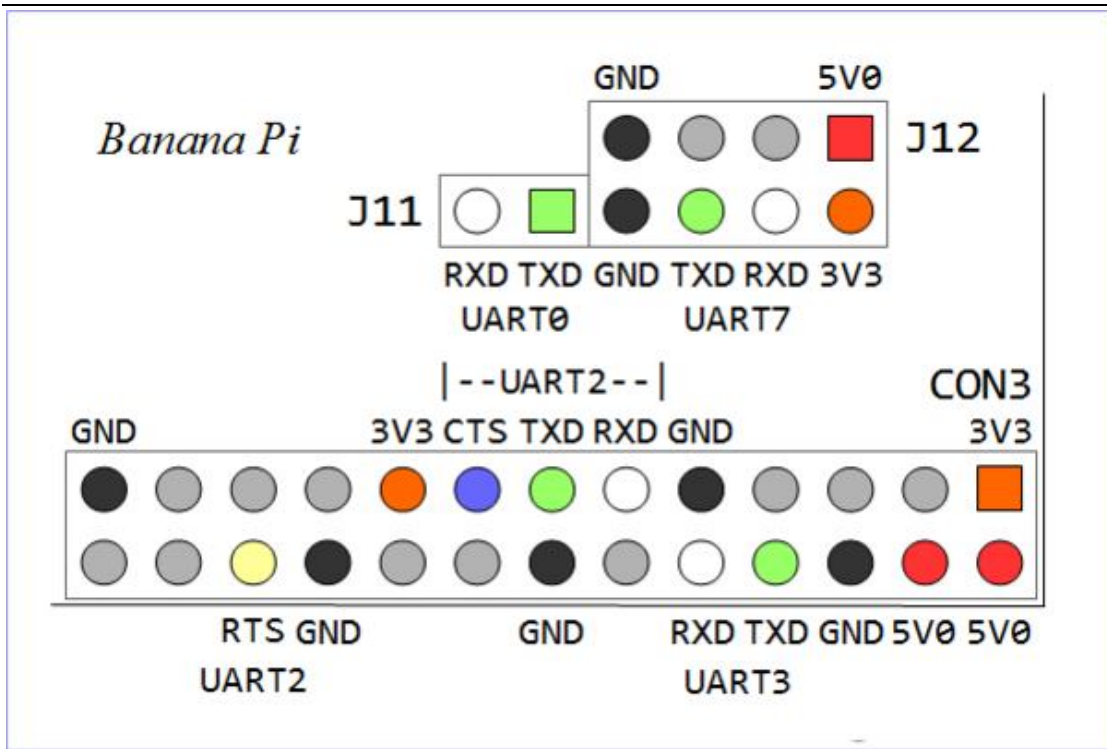 GND 5V0
Banana Pi
J12
J11
RXD TXD GND TXD RXD 3V3
UART0 UART7
|--UART2--| CON3
GND 3V3 CTS TXD RXD GND 3V3
RTS GND GND RXD TXD GND 5V0 5V0
UART2 UART3